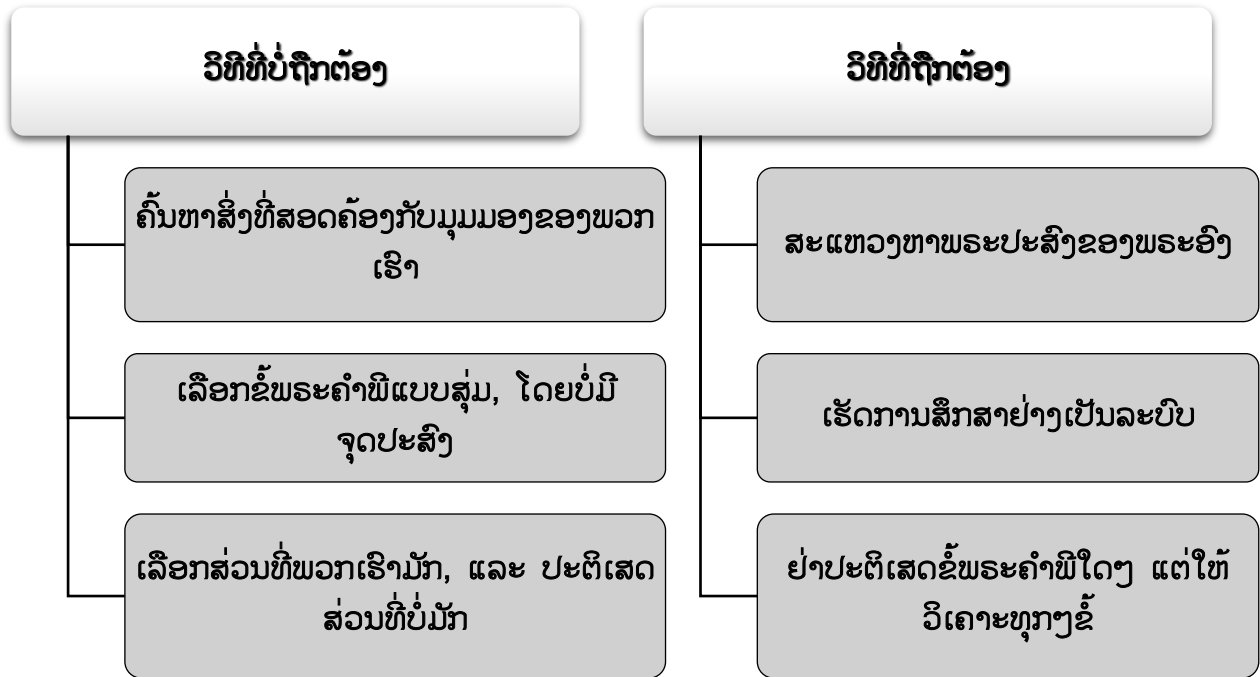 ວິທີທີ່ບໍ່ຖືກຕ້ອງ
ຄົ້ນຫາສິ່ງທີ່ສອດຄ້ອງກັບມຸມມອງຂອງພວກ
ເຮົາ
ເລືອກຂໍ້ພຣະຄຳພີແບບສຸ່ມ, ໂດຍບໍ່ມີ
ຈຸດປະສົງ
ເລືອກສ່ວນທີ່ພວກເຮົາມັກ, ແລະ ປະຕິເສດ
ສ່ວນທີ່ບໍ່ມັກ
ວິທີທີ່ຖືກຕ້ອງ
ສະແຫວງຫາພຣະປະສົງຂອງພຣະອົງ
ເຮັດການສຶກສາຢ່າງເປັນລະບົບ
ຢ່າປະຕິເສດຂໍ້ພຣະຄຳພີໃດໆ ແຕ່ໃຫ້
ວິເຄາະທຸກໆຂໍ້